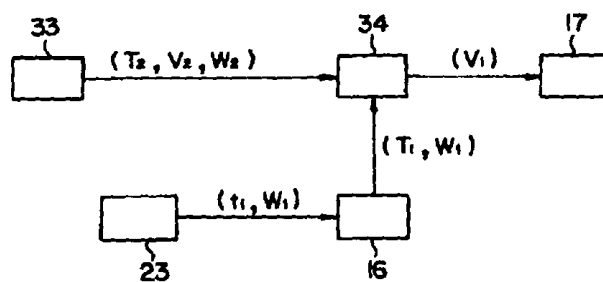 33
34
17
(T₂, V₂, W₂)
(V₁)
(T₁, W₁)
(t₁, W₁)
23
16